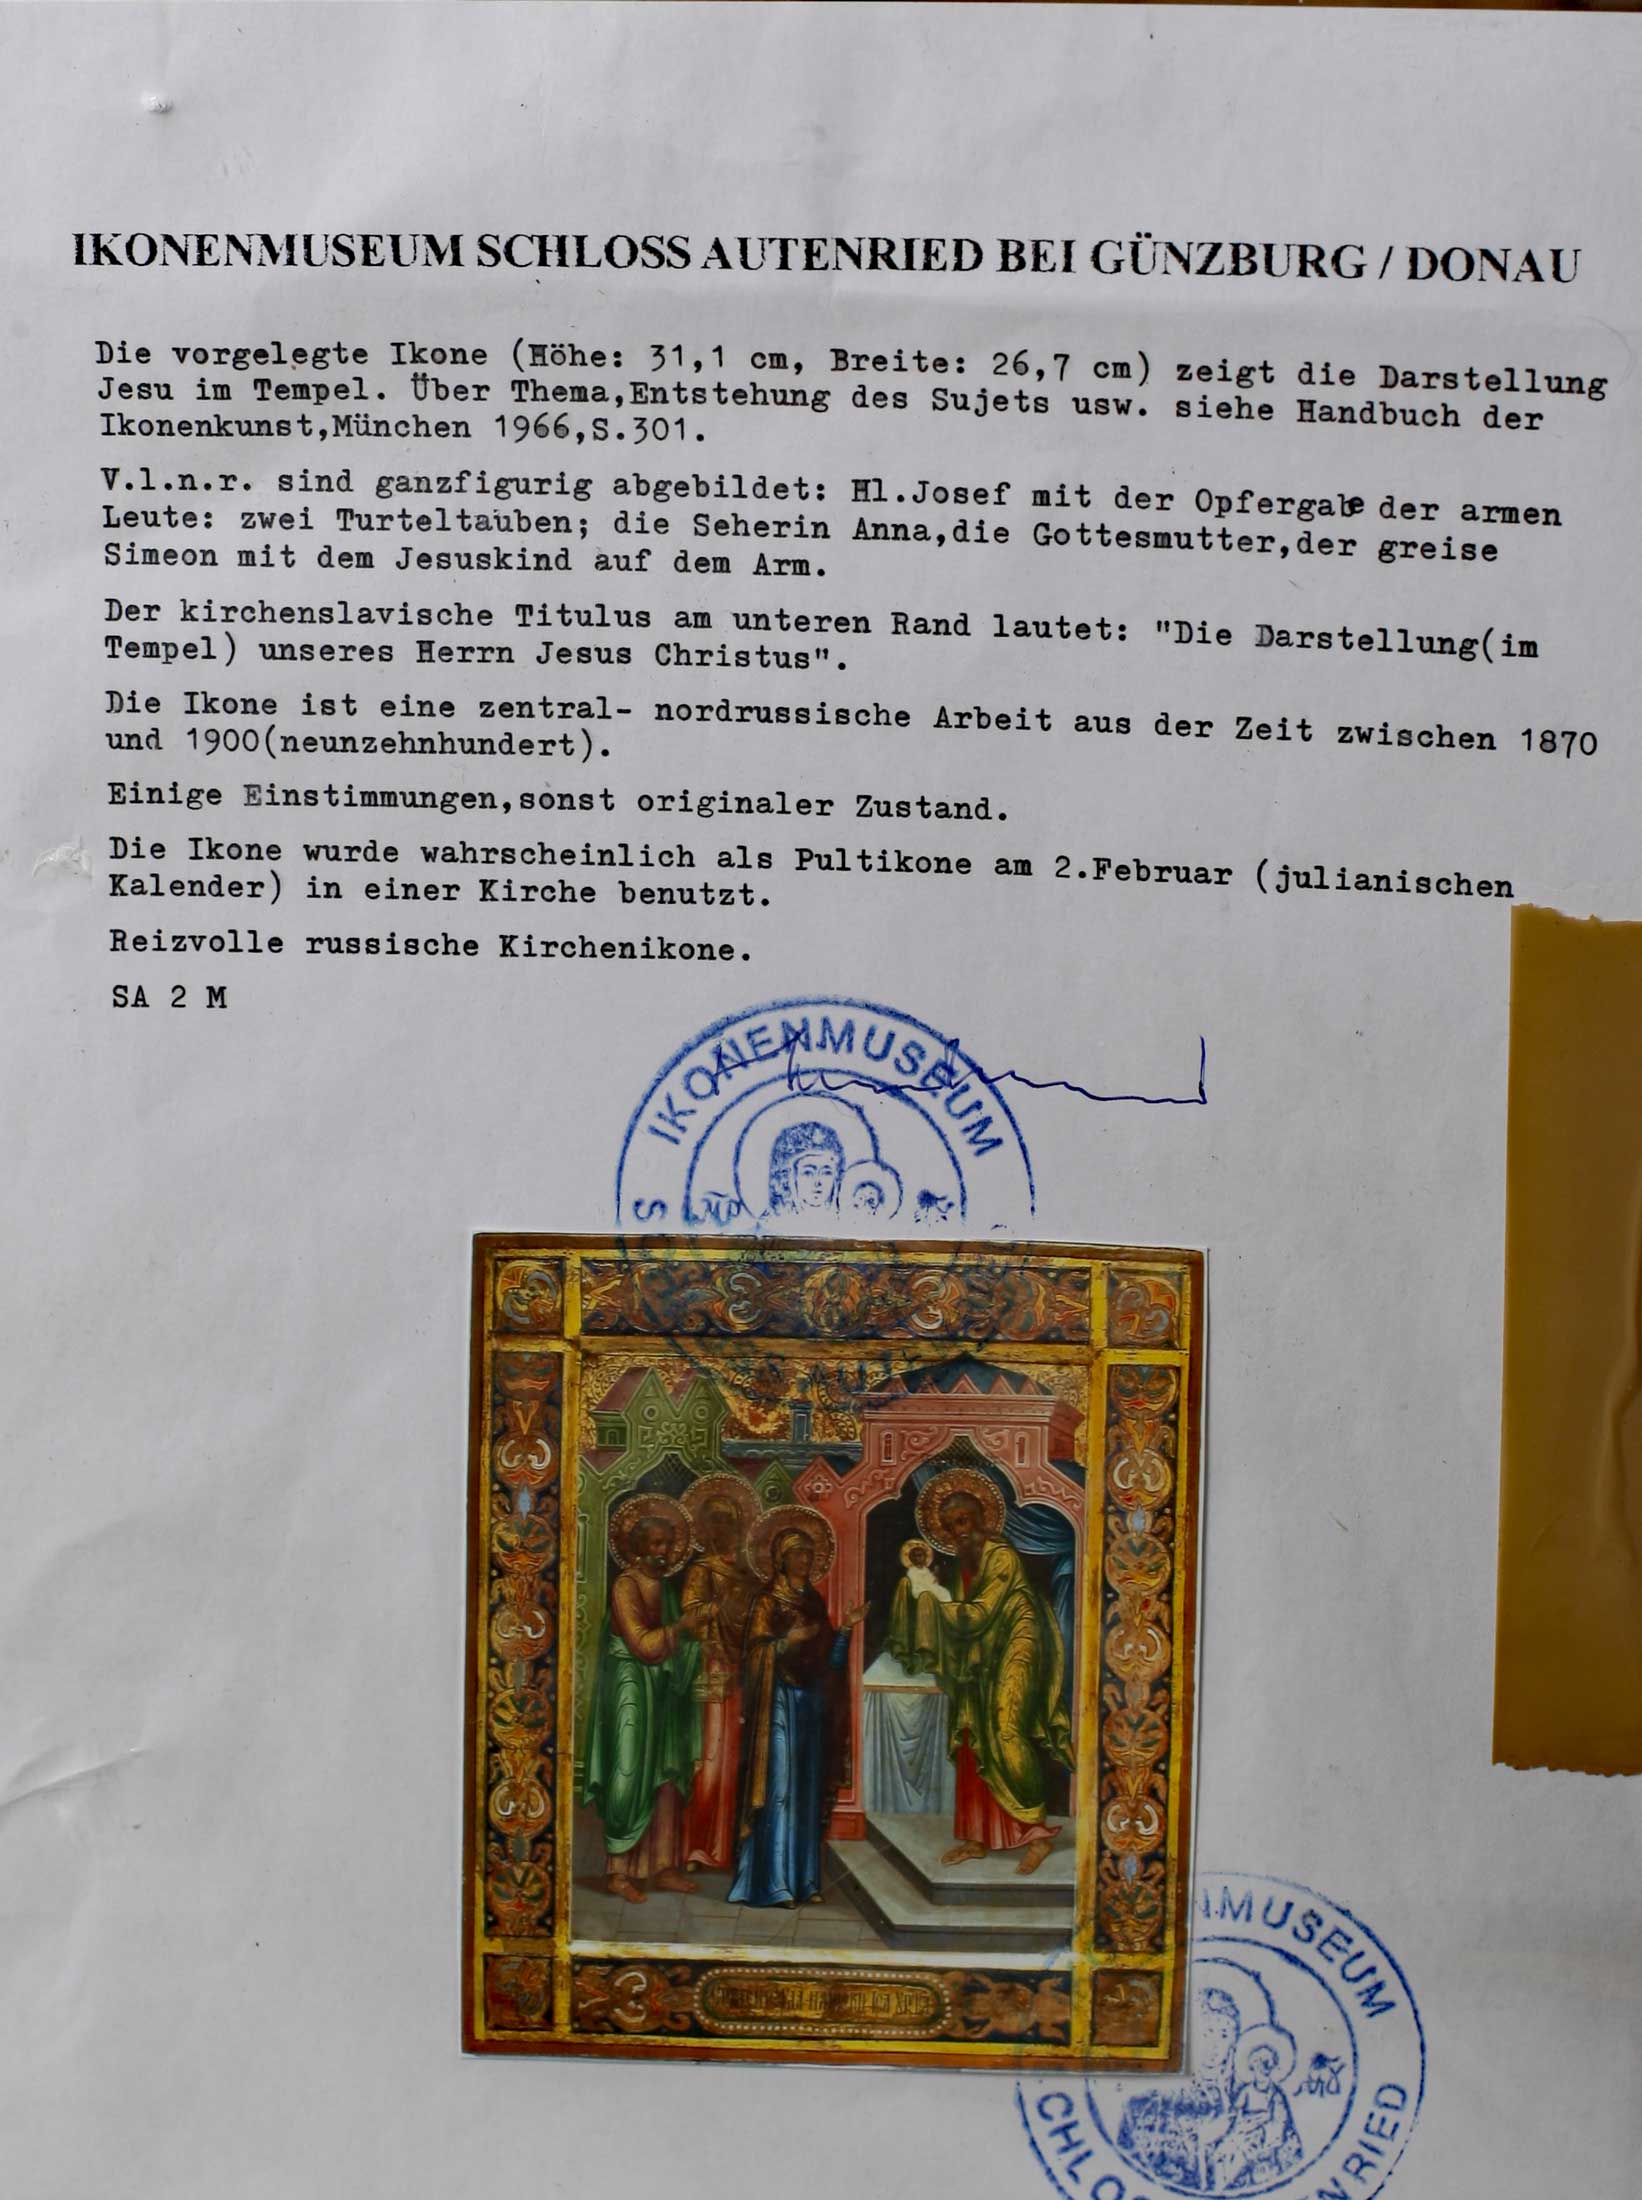 IKONENMUSEUM SCHLOSS AUTENRIED BEI GÜNZBURG / DONAU
Die vorgelegte Ikone (Höhe: 31,1 cm, Breite: 26,7 cm) zeigt die Darstellung
Jesu im Tempel. Über Thema,Entstehung des Sujets usw. siehe Handbuch der
Ikonenkunst,München 1966,S.301.
V.l.n.r. sind ganzfigurig abgebildet: Hl.Josef mit der Opfergabe der armen
Leute: zwei Turteltauben; die Seherin Anna,die Gottesmutter,der greise
Simeon mit dem Jesuskind auf dem Arm.
Der kirchenslavische Titulus am unteren Rand lautet: "Die Darstellung(im
Tempel) unseres Herrn Jesus Christus".
Die Ikone ist eine zentral- nordrussische Arbeit aus der Zeit zwischen 1870
und 1900(neunzehnhundert).
Einige Einstimmungen,sonst originaler Zustand.
Die Ikone wurde wahrscheinlich als Pultikone am 2.Februar (julianischen
Kalender) in einer Kirche benutzt.
Reizvolle russische Kirchenikone.
SA 2 M
IKONENMUSEUM